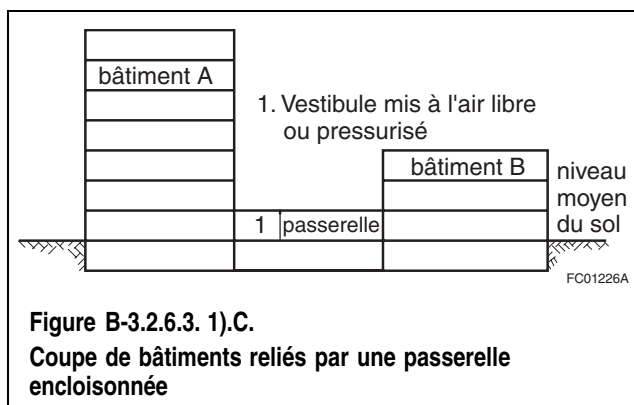 bâtiment A
1. Vestibule mis à l'air libre
ou pressurisé
bâtiment B
niveau
moyen
du sol
1 passerelle
FC01226A
Figure B-3.2.6.3. 1).C.
Coupe de bâtiments reliés par une passerelle
encloisonnée